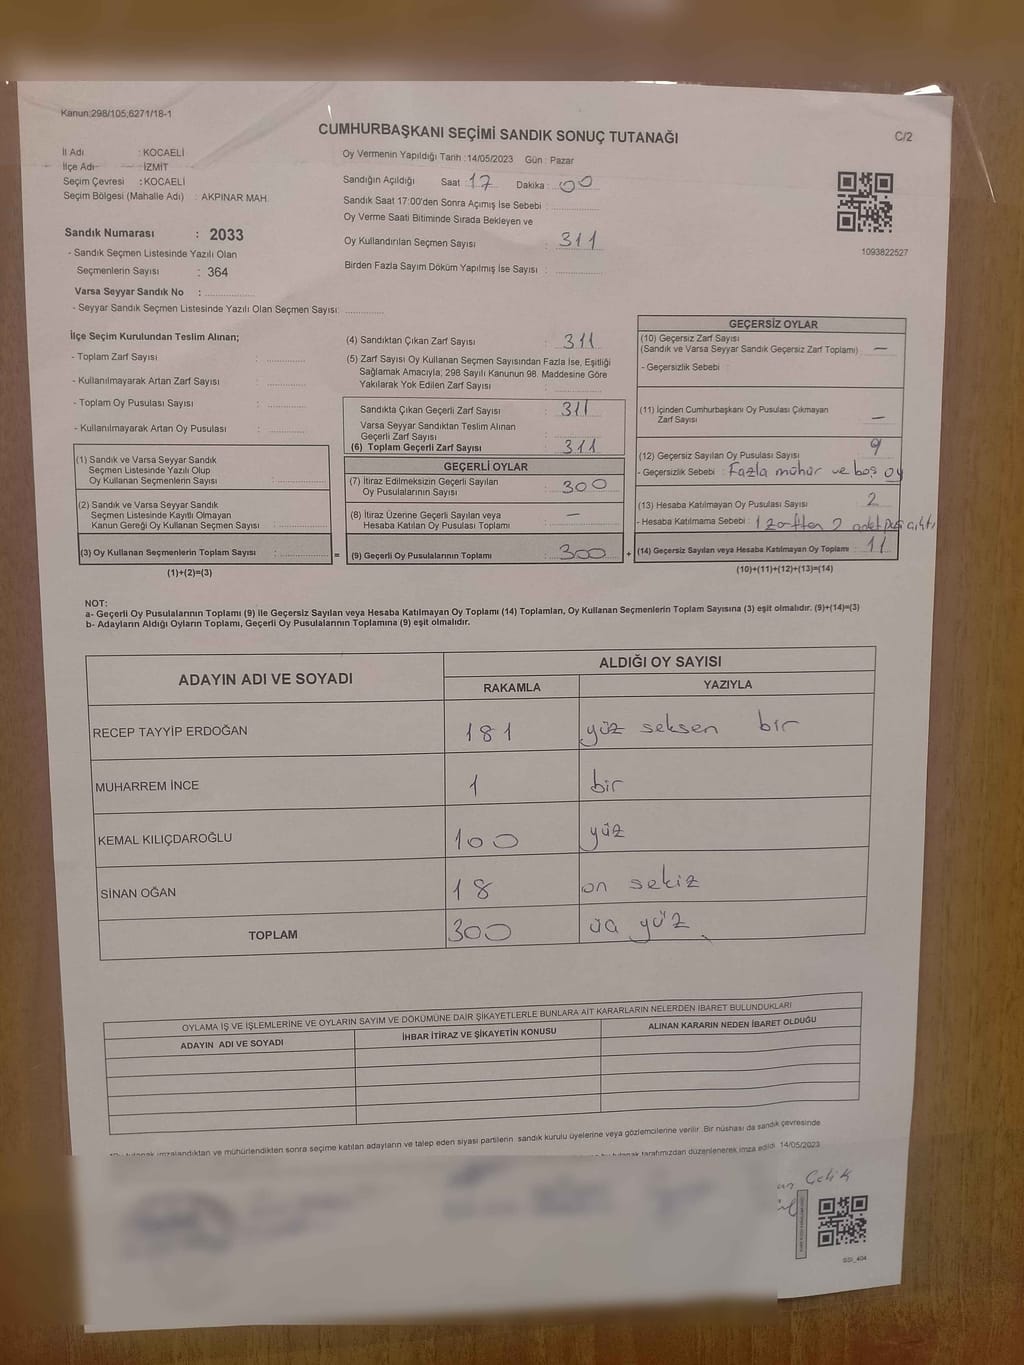 Kanun:298/105;6271/18-1
CUMHURBAŞKANI SEÇİMİ SANDIK SONUÇ TUTANAĞI
C/2
İl Adı : KOCAELİ
İlçe Adı : İZMİT
Seçim Çevresi : KOCAELİ
Seçim Bölgesi (Mahalle Adı) : AKPINAR MAH.
Sandık Numarası : 2033
- Sandık Seçmen Listesinde Yazılı Olan
Seçmenlerin Sayısı : 364
Varsa Seyyar Sandık No :
- Seyyar Sandık Seçmen Listesinde Yazılı Olan Seçmen Sayısı:
Oy Vermenin Yapıldığı Tarih :14/05/2023 Gün : Pazar
Sandığın Açıldığı Saat : 17 Dakika : 00
Sandık Saat 17:00'den Sonra Açımış İse Sebebi :
Oy Verme Saati Bitiminde Sırada Bekleyen ve
Oy Kullandırılan Seçmen Sayısı : 311
Birden Fazla Sayım Döküm Yapılmış İse Sayısı :
1093822527
İlçe Seçim Kurulundan Teslim Alınan;
- Toplam Zarf Sayısı :
- Kullanılmayarak Artan Zarf Sayısı :
- Toplam Oy Pusulası Sayısı :
- Kullanılmayarak Artan Oy Pusulası :
(1) Sandık ve Varsa Seyyar Sandık
Seçmen Listesinde Yazılı Olup
Oy Kullanan Seçmenlerin Sayısı :
(2) Sandık ve Varsa Seyyar Sandık
Seçmen Listesinde Kayıtlı Olmayan
Kanun Gereği Oy Kullanan Seçmen Sayısı :
(3) Oy Kullanan Seçmenlerin Toplam Sayısı : =
(1)+(2)=(3)
(4) Sandıktan Çıkan Zarf Sayısı : 311
(5) Zarf Sayısı Oy Kullanan Seçmen Sayısından Fazla İse, Eşitliği
Sağlamak Amacıyla; 298 Sayılı Kanunun 98. Maddesine Göre
Yakılarak Yok Edilen Zarf Sayısı :
Sandıkta Çıkan Geçerli Zarf Sayısı : 311
Varsa Seyyar Sandıktan Teslim Alınan
Geçerli Zarf Sayısı :
(6) Toplam Geçerli Zarf Sayısı : 311
GEÇERLİ OYLAR
(7) İtiraz Edilmeksizin Geçerli Sayılan
Oy Pusulalarının Sayısı : 300
(8) İtiraz Üzerine Geçerli Sayılan veya
Hesaba Katılan Oy Pusulası Toplamı : —
(9) Geçerli Oy Pusulalarının Toplamı : 300 +
GEÇERSİZ OYLAR
(10) Geçersiz Zarf Sayısı
(Sandık ve Varsa Seyyar Sandık Geçersiz Zarf Toplamı) : —
- Geçersizlik Sebebi :
(11) İçinden Cumhurbaşkanı Oy Pusulası Çıkmayan
Zarf Sayısı : —
(12) Geçersiz Sayılan Oy Pusulası Sayısı : 9
- Geçersizlik Sebebi : Fazla mühür ve boş oy
(13) Hesaba Katılmayan Oy Pusulası Sayısı : 2
- Hesaba Katılmama Sebebi : 1 zarftan 2 adet
(14) Geçersiz Sayılan veya Hesaba Katılmayan Oy Toplamı : 11
(10)+(11)+(12)+(13)=(14)
NOT:
a- Geçerli Oy Pusulalarının Toplamı (9) ile Geçersiz Sayılan veya Hesaba Katılmayan Oy Toplamı (14) Toplamları, Oy Kullanan Seçmenlerin Toplam Sayısına (3) eşit olmalıdır. (9)+(14)=(3)
b- Adayların Aldığı Oyların Toplamı, Geçerli Oy Pusulalarının Toplamına (9) eşit olmalıdır.
ADAYIN ADI VE SOYADI ALDIĞI OY SAYISI
RAKAMLA YAZIYLA
RECEP TAYYİP ERDOĞAN 181 yüz seksen bir
MUHARREM İNCE 1 bir
KEMAL KILIÇDAROĞLU 100 yüz
SİNAN OĞAN 18 on sekiz
TOPLAM 300 üç yüz
OYLAMA İŞ VE İŞLEMLERİNE VE OYLARIN SAYIM VE DÖKÜMÜNE DAİR ŞİKAYETLERLE BUNLARA AİT KARARLARIN NELERDEN İBARET BULUNDUKLARI
ADAYIN ADI VE SOYADI İHBAR İTİRAZ VE ŞİKAYETİN KONUSU ALINAN KARARIN NEDEN İBARET OLDUĞU
imzalandıktan ve mühürlendikten sonra seçime katılan adayların ve talep eden siyasi partilerin sandık kurulu üyelerine veya gözlemcilerine verilir. Bir nüshası da sandık çevresinde
tutanak tarafımızdan düzenlenerek imza edildi. 14/05/2023
Çelik
SSI_404